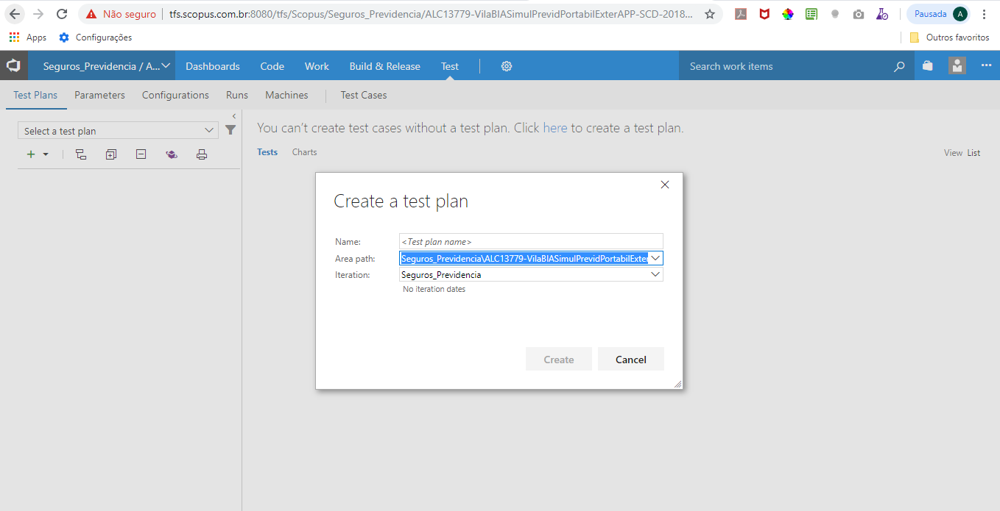 Não seguro
tfs.scopus.com.br:8080/tfs/Scopus/Seguros_Previdencia/ALC13779-VilaBIASimulPrevidPortabilExterAPP-SCD-2018...
Pausada
A
Apps
Configurações
Outros favoritos
Seguros_Previdencia / A...
Dashboards
Code
Work
Build & Release
Test
Search work items
Test Plans
Parameters
Configurations
Runs
Machines
Test Cases
Select a test plan
You can't create test cases without a test plan. Click here to create a test plan.
Tests
Charts
View List
Create a test plan
Name:
<Test plan name>
Area path:
Seguros_Previdencia\ALC13779-VilaBIASimulPrevidPortabilExter
Iteration:
Seguros_Previdencia
No iteration dates
Create
Cancel